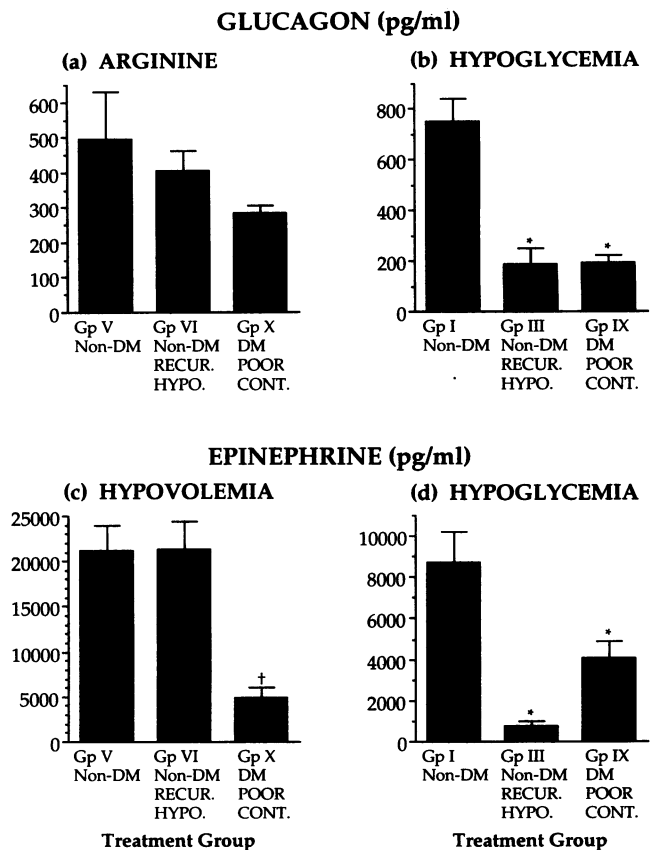 GLUCAGON (pg/ml)
(a) ARGININE
600
500
400
300
200
100
0
Gp V
Non-DM
Gp VI
Non-DM
RECUR.
HYPO.
Gp X
DM
POOR
CONT.
(b) HYPOGLYCEMIA
800
600
400
200
0
*
*
Gp I
Non-DM
Gp III
Non-DM
RECUR.
HYPO.
Gp IX
DM
POOR
CONT.
EPINEPHRINE (pg/ml)
(c) HYPOVOLEMIA
25000
20000
15000
10000
5000
0
†
Gp V
Non-DM
Gp VI
Non-DM
RECUR.
HYPO.
Gp X
DM
POOR
CONT.
Treatment Group
(d) HYPOGLYCEMIA
10000
8000
6000
4000
2000
0
*
*
Gp I
Non-DM
Gp III
Non-DM
RECUR.
HYPO.
Gp IX
DM
POOR
CONT.
Treatment Group